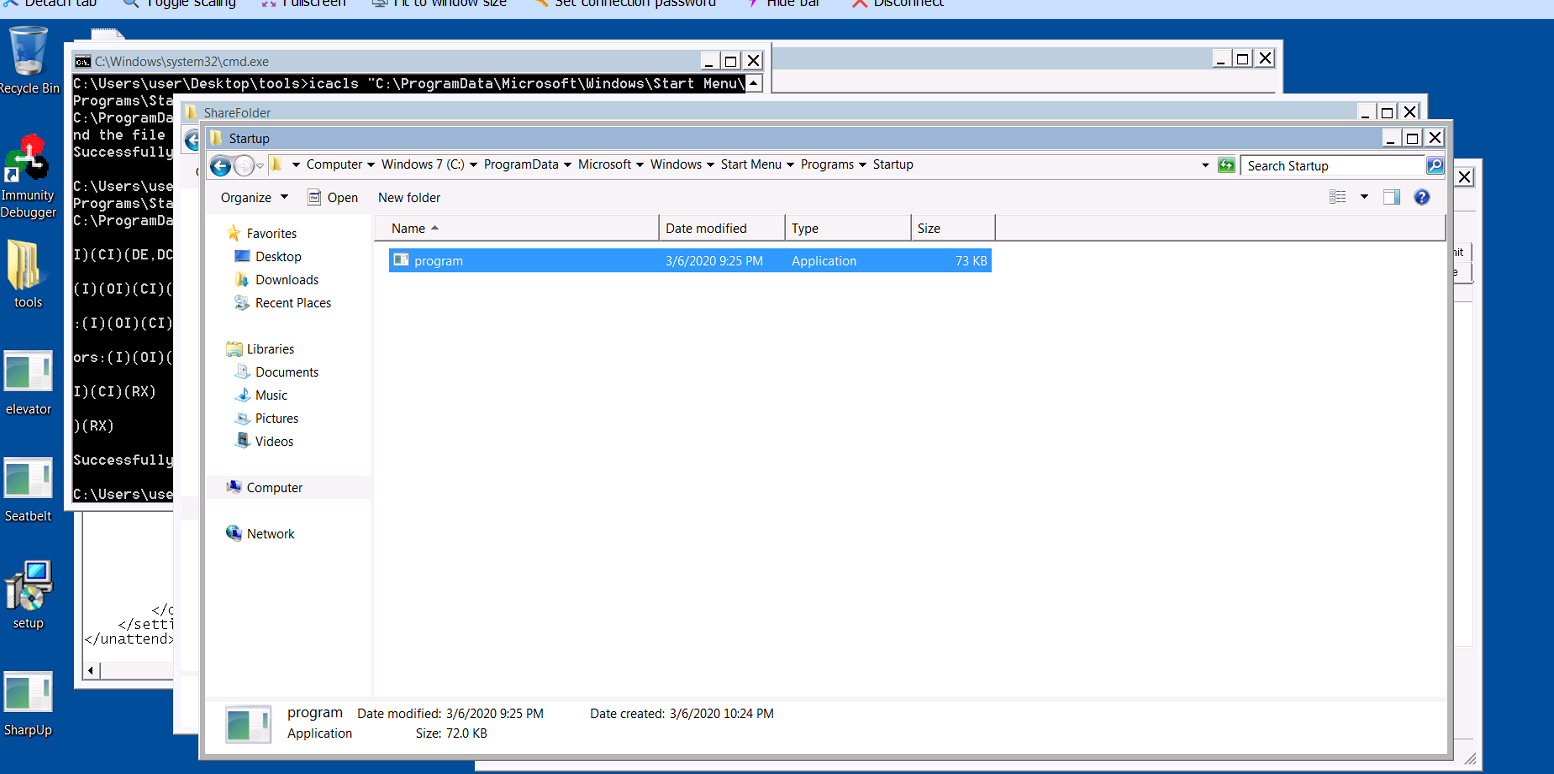 Detach tab Toggle scaling Fullscreen Fit to window size Set connection password Hide bar Disconnect
Recycle Bin
Immunity
Debugger
tools
elevator
Seatbelt
setup
SharpUp
C:\Windows\system32\cmd.exe
C:\Users\user\Desktop\tools>icacls "C:\ProgramData\Microsoft\Windows\Start Menu\
Programs\Sta
C:\ProgramDa
nd the file
Successfully
C:\Users\use
Programs\Sta
C:\ProgramDa
I)(CI)(DE,DC
(I)(OI)(CI)(
:(I)(OI)(CI)
ors:(I)(OI)(
I)(CI)(RX)
)(RX)
Successfully
C:\Users\use
</setti
</unattend>
ShareFolder
Startup
Computer Windows 7 (C:) ProgramData Microsoft Windows Start Menu Programs Startup
Search Startup
Organize Open New folder
Favorites
Desktop
Downloads
Recent Places
Libraries
Documents
Music
Pictures
Videos
Computer
Network
Name Date modified Type Size
program 3/6/2020 9:25 PM Application 73 KB
program Date modified: 3/6/2020 9:25 PM Date created: 3/6/2020 10:24 PM
Application Size: 72.0 KB